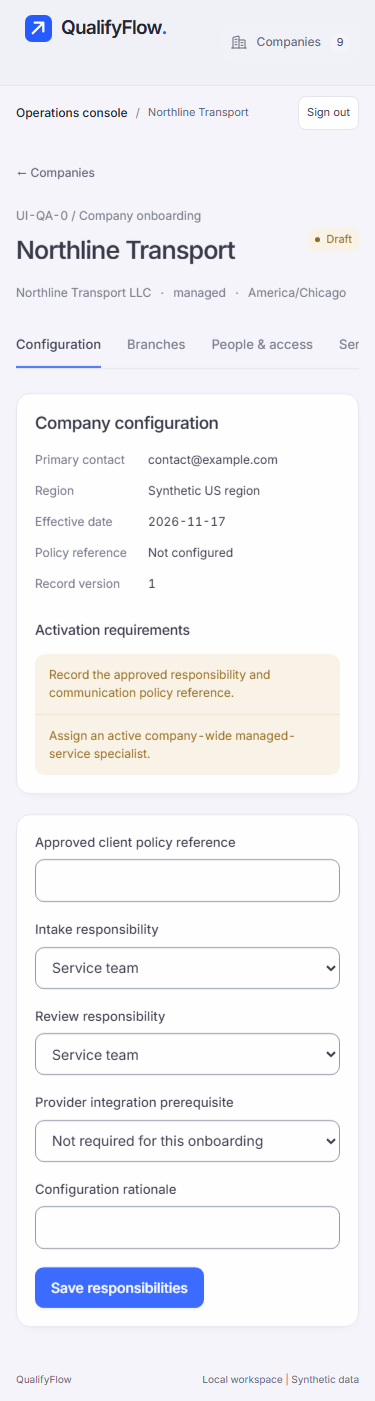 QualifyFlow.
Companies 9
Operations console / Northline Transport
Sign out
← Companies
UI-QA-0 / Company onboarding
Northline Transport
Draft
Northline Transport LLC · managed · America/Chicago
Configuration Branches People & access Ser
Company configuration
Primary contact contact@example.com
Region Synthetic US region
Effective date 2026-11-17
Policy reference Not configured
Record version 1
Activation requirements
Record the approved responsibility and
communication policy reference.
Assign an active company-wide managed-
service specialist.
Approved client policy reference
Intake responsibility
Service team
Review responsibility
Service team
Provider integration prerequisite
Not required for this onboarding
Configuration rationale
Save responsibilities
QualifyFlow
Local workspace | Synthetic data